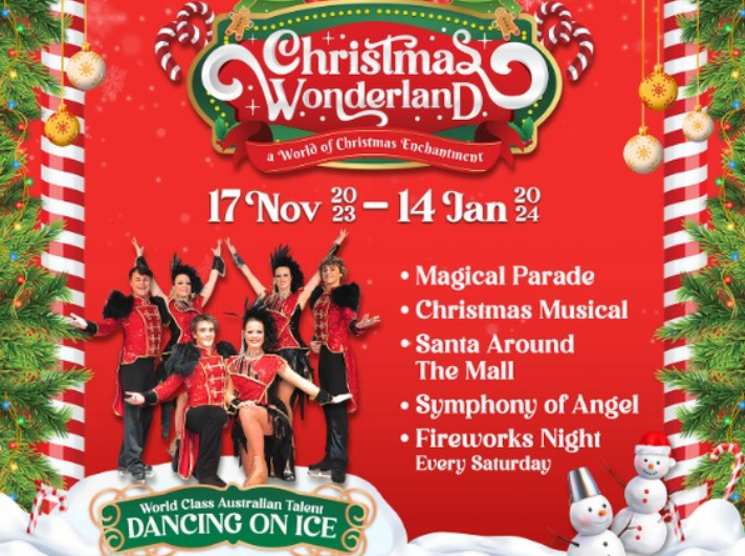 Christmas
Wonderland
a World of Christmas Enchantment
17 Nov 2023 – 14 Jan 2024
• Magical Parade
• Christmas Musical
• Santa Around
The Mall
• Symphony of Angel
• Fireworks Night
Every Saturday
World Class Australian Talent
DANCING ON ICE